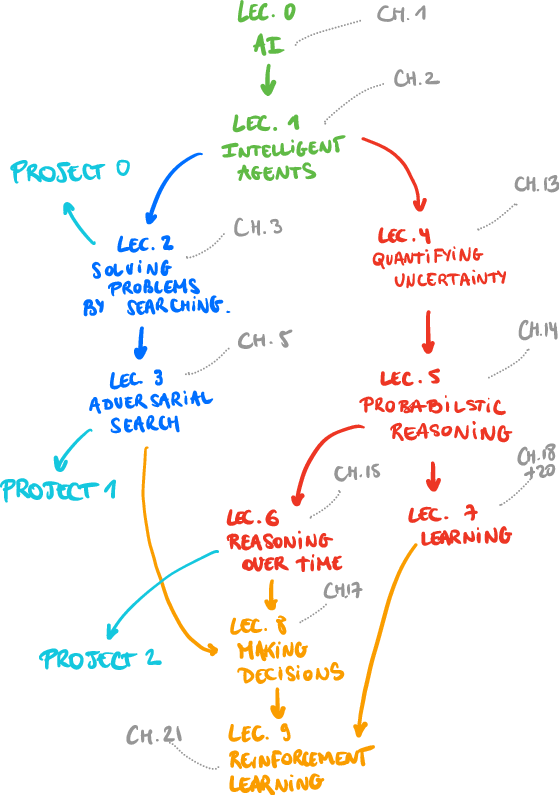 LEC. 0
CH. 1
AI
CH. 2
LEC. 1
INTELLIGENT
AGENTS
PROJECT 0
CH. 13
CH. 3
LEC. 2
SOLVING
PROBLEMS
BY SEARCHING.
LEC. 4
QUANTIFYING
UNCERTAINTY
CH. 5
CH. 14
LEC. 3
ADVERSARIAL
SEARCH
LEC. 5
PROBABILSTIC
REASONING
PROJECT 1
CH. 15
CH. 18
+20
LEC. 6
REASONING
OVER TIME
LEC. 7
LEARNING
CH.17
LEC. 8
MAKING
DECISIONS
PROJECT 2
CH. 21
LEC. 9
REINFORCEMENT
LEARNING